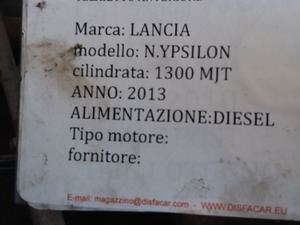 Marca: LANCIA
modello: N.YPSILON
cilindrata: 1300 MJT
ANNO: 2013
ALIMENTAZIONE:DIESEL
Tipo motore:
fornitore:
E-mail: magazzino@disfacar.com - WWW.DISFACAR.EU